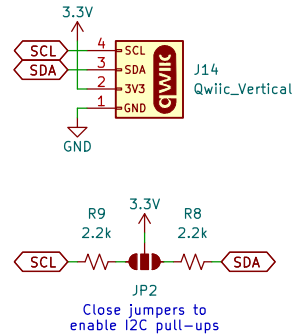 3.3V
SCL 4 SCL
SDA 3 SDA
2 3V3
1 GND
qwiic
J14
Qwiic_Vertical
GND
3.3V
R9 R8
2.2k 2.2k
SCL SDA
JP2
Close jumpers to
enable I2C pull-ups